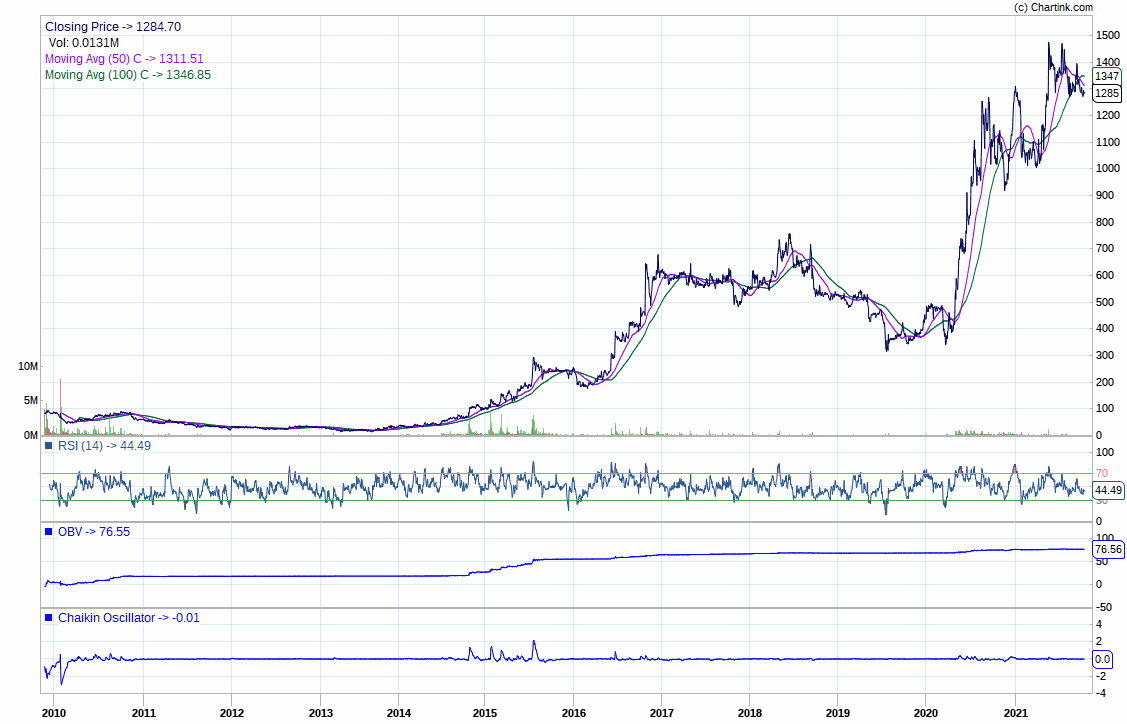 (c) Chartink.com
Closing Price -> 1284.70
Vol: 0.0131M
Moving Avg (50) C -> 1311.51
Moving Avg (100) C -> 1346.85
1500
1400
1347
1285
1200
1100
1000
900
800
700
600
500
400
300
200
100
0
10M
5M
0M
RSI (14) -> 44.49
100
70
44.49
30
0
OBV -> 76.55
100
76.56
50
0
-50
Chaikin Oscillator -> -0.01
4
2
0.0
-2
-4
2010 2011 2012 2013 2014 2015 2016 2017 2018 2019 2020 2021